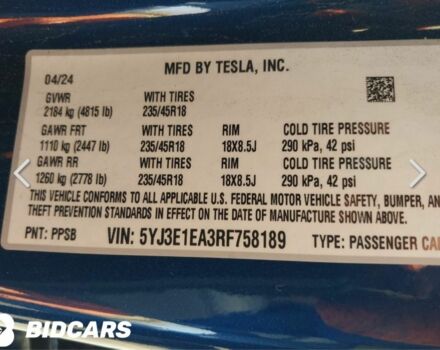 MFD BY TESLA, INC.
04/24
GVWR WITH TIRES
2184 kg (4815 lb) 235/45R18
GAWR FRT WITH TIRES RIM COLD TIRE PRESSURE
1110 kg (2447 lb) 235/45R18 18X8.5J 290 kPa, 42 psi
GAWR RR WITH TIRES RIM COLD TIRE PRESSURE
1260 kg (2778 lb) 235/45R18 18X8.5J 290 kPa, 42 psi
THIS VEHICLE CONFORMS TO ALL APPLICABLE U.S. FEDERAL MOTOR VEHICLE SAFETY, BUMPER, AN
THEFT PREVENTION STANDARDS IN EFFECT ON THE DATE OF MANUFACTURE SHOWN ABOVE.
PNT: PPSB VIN: 5YJ3E1EA3RF758189 TYPE: PASSENGER CAR
BIDCARS